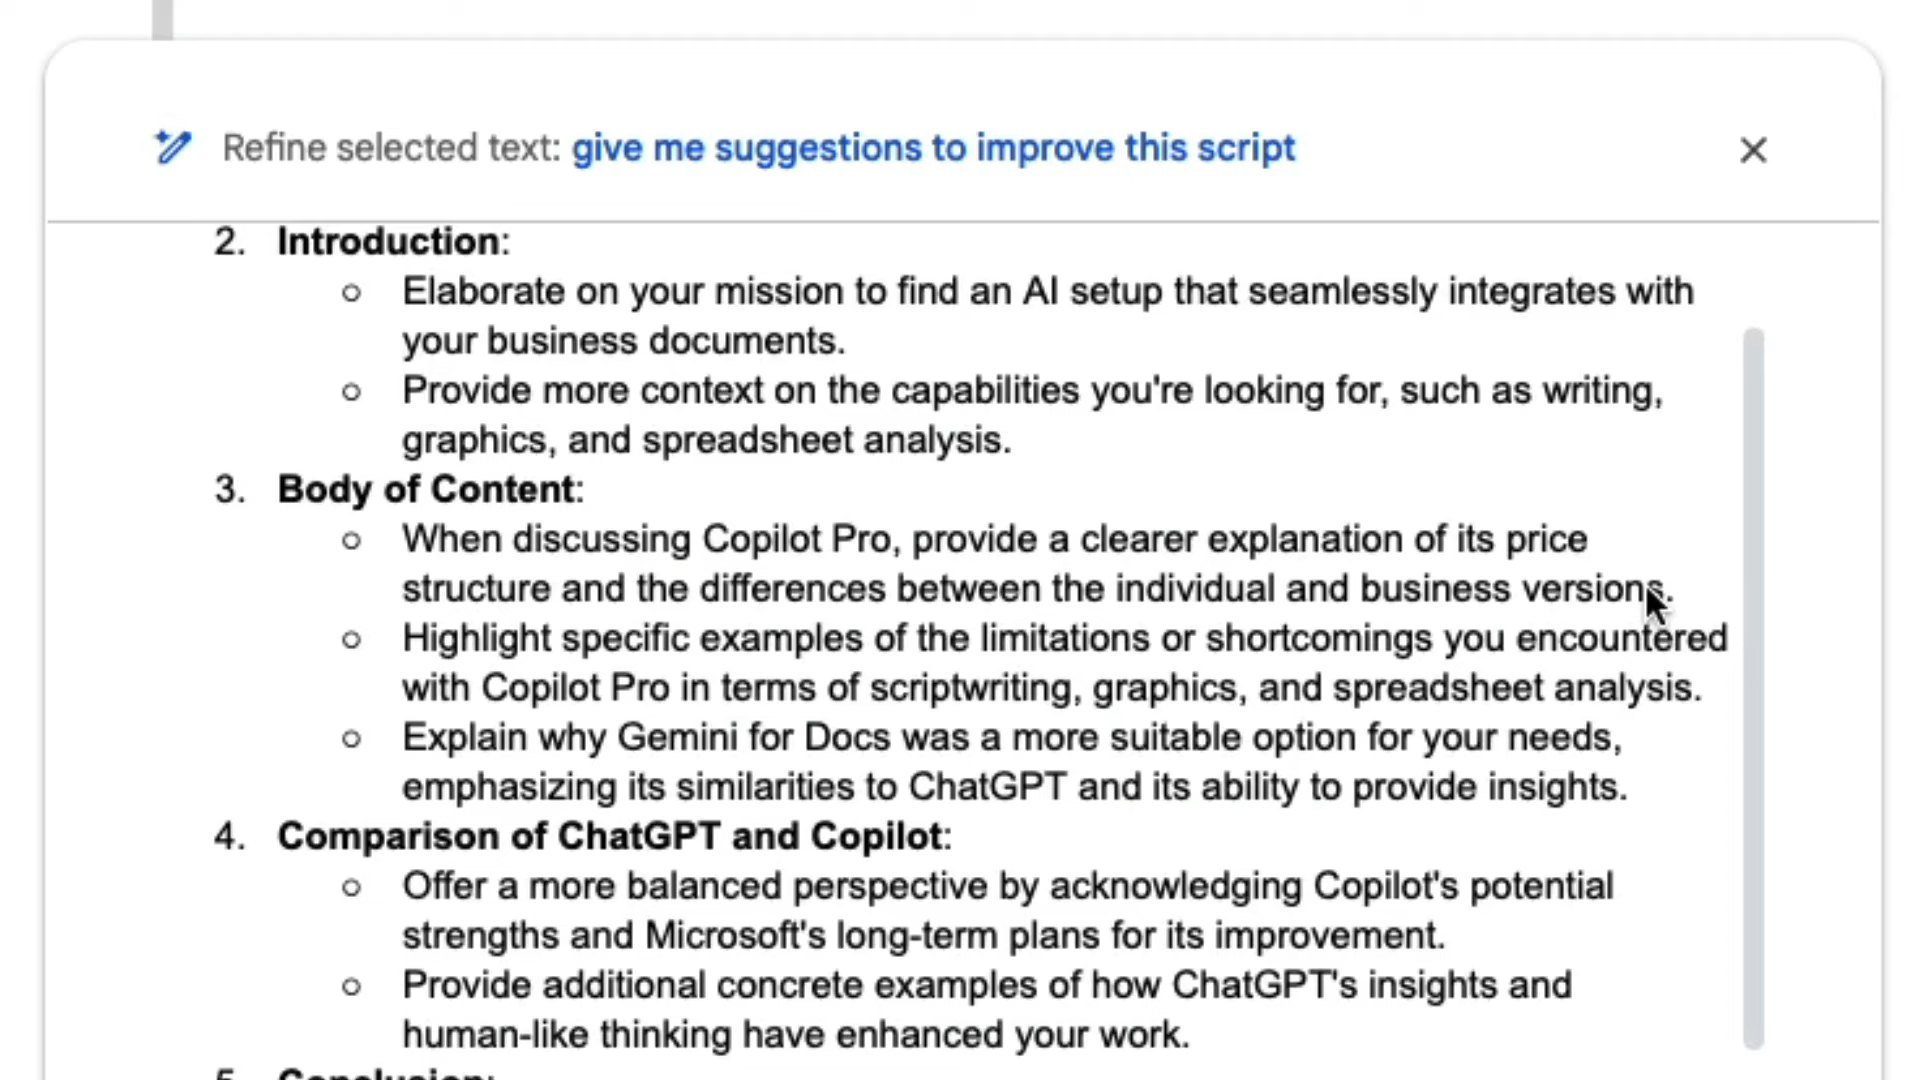 Refine selected text: give me suggestions to improve this script
2. Introduction:
○ Elaborate on your mission to find an AI setup that seamlessly integrates with
your business documents.
○ Provide more context on the capabilities you're looking for, such as writing,
graphics, and spreadsheet analysis.
3. Body of Content:
○ When discussing Copilot Pro, provide a clearer explanation of its price
structure and the differences between the individual and business versions.
○ Highlight specific examples of the limitations or shortcomings you encountered
with Copilot Pro in terms of scriptwriting, graphics, and spreadsheet analysis.
○ Explain why Gemini for Docs was a more suitable option for your needs,
emphasizing its similarities to ChatGPT and its ability to provide insights.
4. Comparison of ChatGPT and Copilot:
○ Offer a more balanced perspective by acknowledging Copilot's potential
strengths and Microsoft's long-term plans for its improvement.
○ Provide additional concrete examples of how ChatGPT's insights and
human-like thinking have enhanced your work.
5. Conclusion: